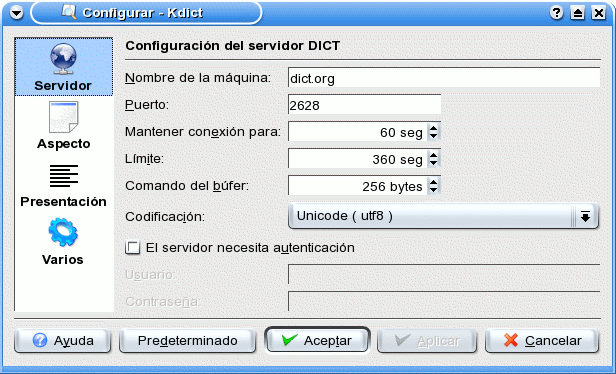 Configurar - Kdict
Servidor
Aspecto
Presentación
Varios
Configuración del servidor DICT
Nombre de la máquina: dict.org
Puerto: 2628
Mantener conexión para: 60 seg
Límite: 360 seg
Comando del búfer: 256 bytes
Codificación: Unicode ( utf8 )
El servidor necesita autenticación
Usuario:
Contraseña:
Ayuda Predeterminado Aceptar Aplicar Cancelar